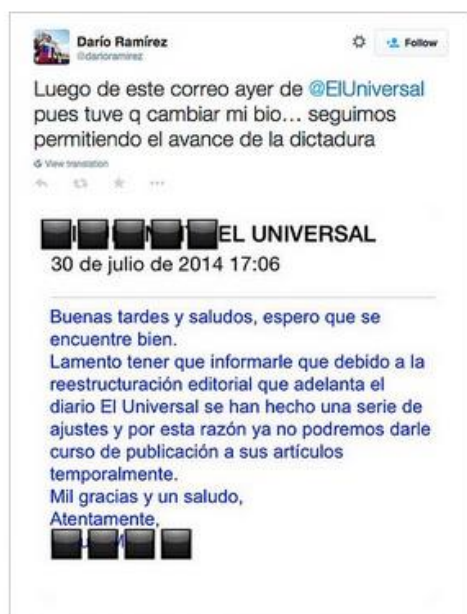 Darío Ramírez
@darioramirez
Follow
Luego de este correo ayer de @ElUniversal
pues tuve q cambiar mi bio... seguimos
permitiendo el avance de la dictadura
View translation
EL UNIVERSAL
30 de julio de 2014 17:06
Buenas tardes y saludos, espero que se
encuentre bien.
Lamento tener que informarle que debido a la
reestructuración editorial que adelanta el
diario El Universal se han hecho una serie de
ajustes y por esta razón ya no podremos darle
curso de publicación a sus artículos
temporalmente.
Mil gracias y un saludo,
Atentamente,